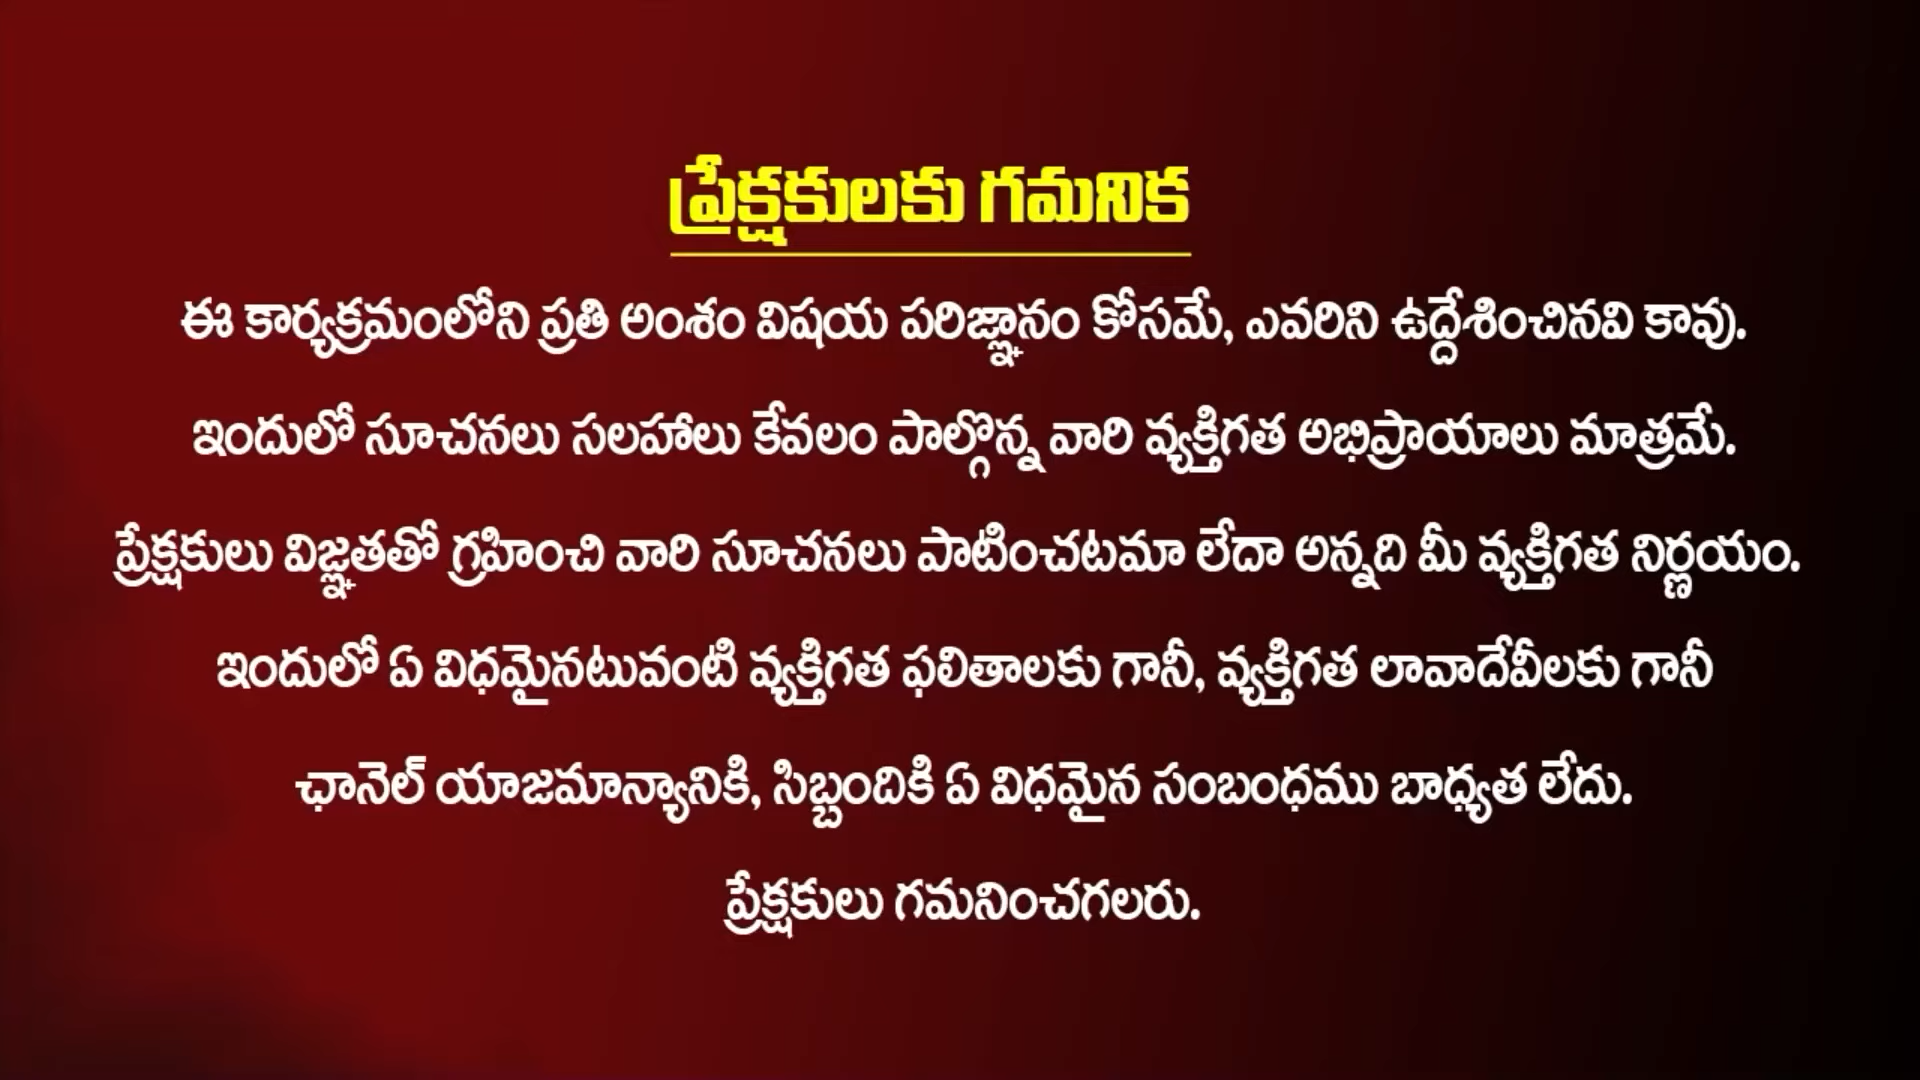 ప్రేక్షకులకు గమనిక
ఈ కార్యక్రమంలోని ప్రతి అంశం విషయ పరిజ్ఞానం కోసమే, ఎవరిని ఉద్దేశించినవి కావు.
ఇందులో సూచనలు సలహాలు కేవలం పాల్గొన్న వారి వ్యక్తిగత అభిప్రాయాలు మాత్రమే.
ప్రేక్షకులు విజ్ఞతతో గ్రహించి వారి సూచనలు పాటించటమా లేదా అన్నది మీ వ్యక్తిగత నిర్ణయం.
ఇందులో ఏ విధమైనటువంటి వ్యక్తిగత ఫలితాలకు గానీ, వ్యక్తిగత లావాదేవీలకు గానీ
ఛానెల్ యాజమాన్యానికి, సిబ్బందికి ఏ విధమైన సంబంధము బాధ్యత లేదు.
ప్రేక్షకులు గమనించగలరు.